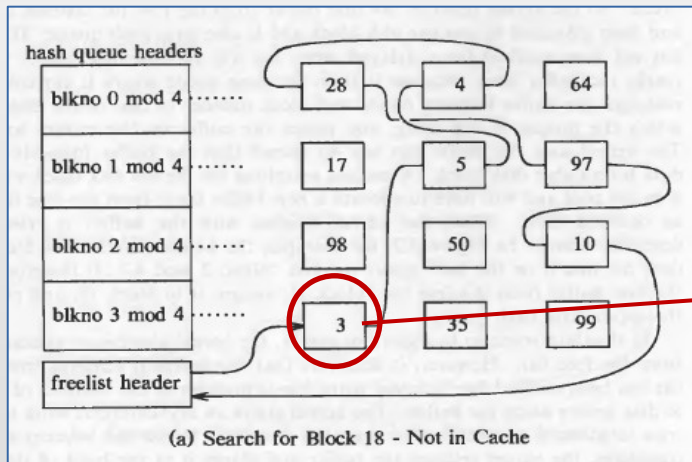 hash queue headers
blkno 0 mod 4 28 4 64
blkno 1 mod 4 17 5 97
blkno 2 mod 4 98 50 10
blkno 3 mod 4 3 35 99
freelist header
(a) Search for Block 18 - Not in Cache